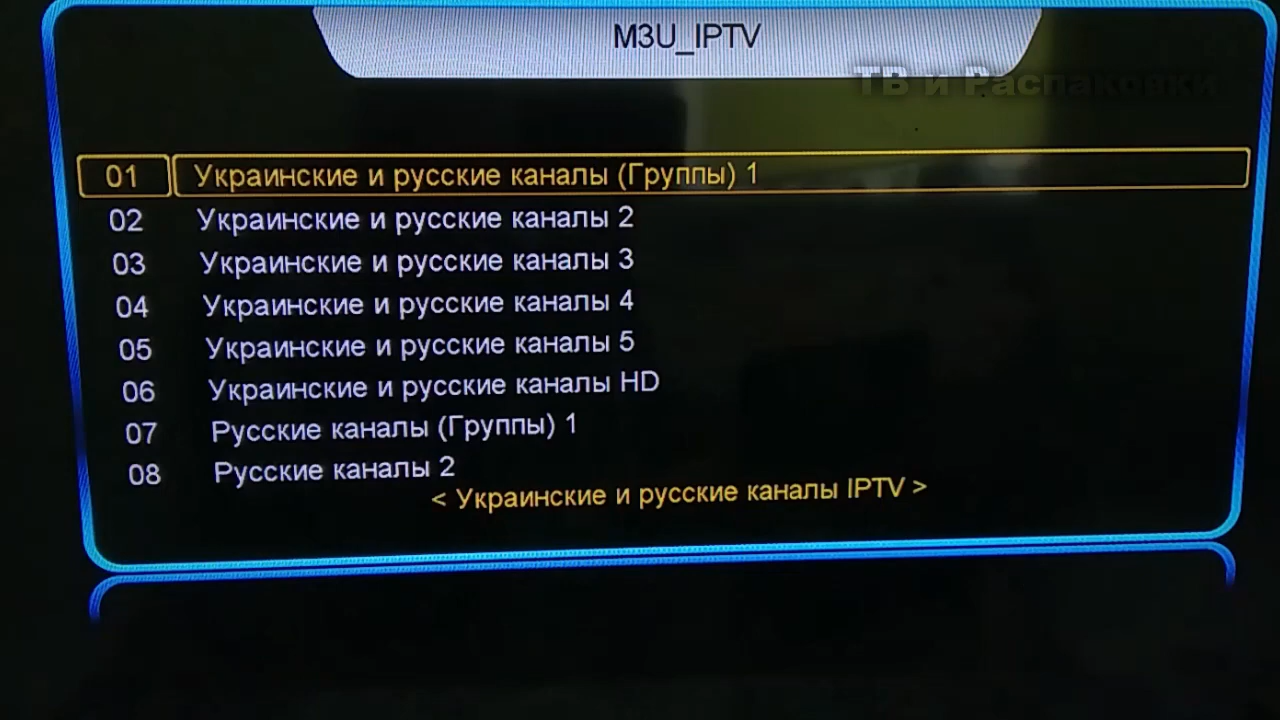 M3U_IPTV
ТВ и Распаковки
01 Украинские и русские каналы (Группы) 1
02 Украинские и русские каналы 2
03 Украинские и русские каналы 3
04 Украинские и русские каналы 4
05 Украинские и русские каналы 5
06 Украинские и русские каналы HD
07 Русские каналы (Группы) 1
08 Русские каналы 2
< Украинские и русские каналы IPTV >